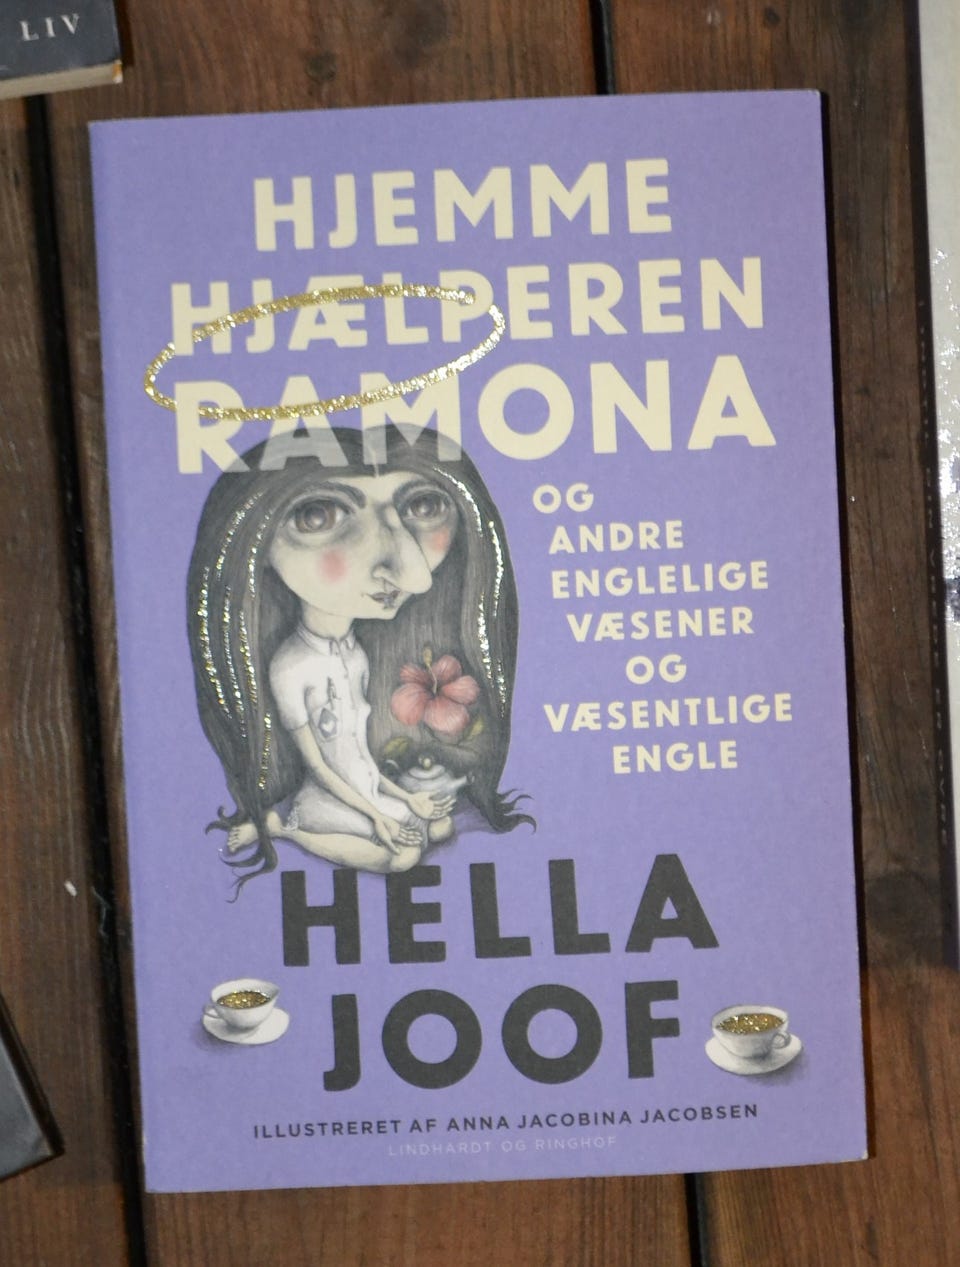 LIV
HJEMME
HJÆLPEREN
RAMONA
OG
ANDRE
ENGLELIGE
VÆSENER
OG
VÆSENTLIGE
ENGLE
HELLA
JOOF
ILLUSTRERET AF ANNA JACOBINA JACOBSEN
LINDHARDT OG RINGHOF